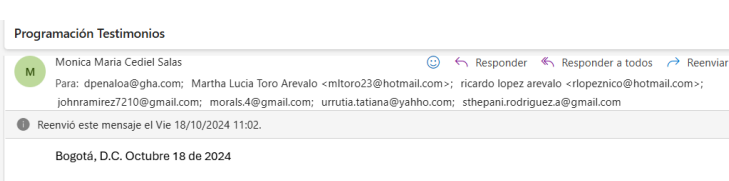 Programación Testimonios
M
Monica Maria Cediel Salas
Responder
Responder a todos
Reenviar
Para: dpenaloa@gha.com; Martha Lucia Toro Arevalo <mltoro23@hotmail.com>; ricardo lopez arevalo <rlopeznico@hotmail.com>;
johnramirez7210@gmail.com; morals.4@gmail.com; urrutia.tatiana@yahho.com; sthepani.rodriguez.a@gmail.com
Reenvió este mensaje el Vie 18/10/2024 11:02.
Bogotá, D.C. Octubre 18 de 2024